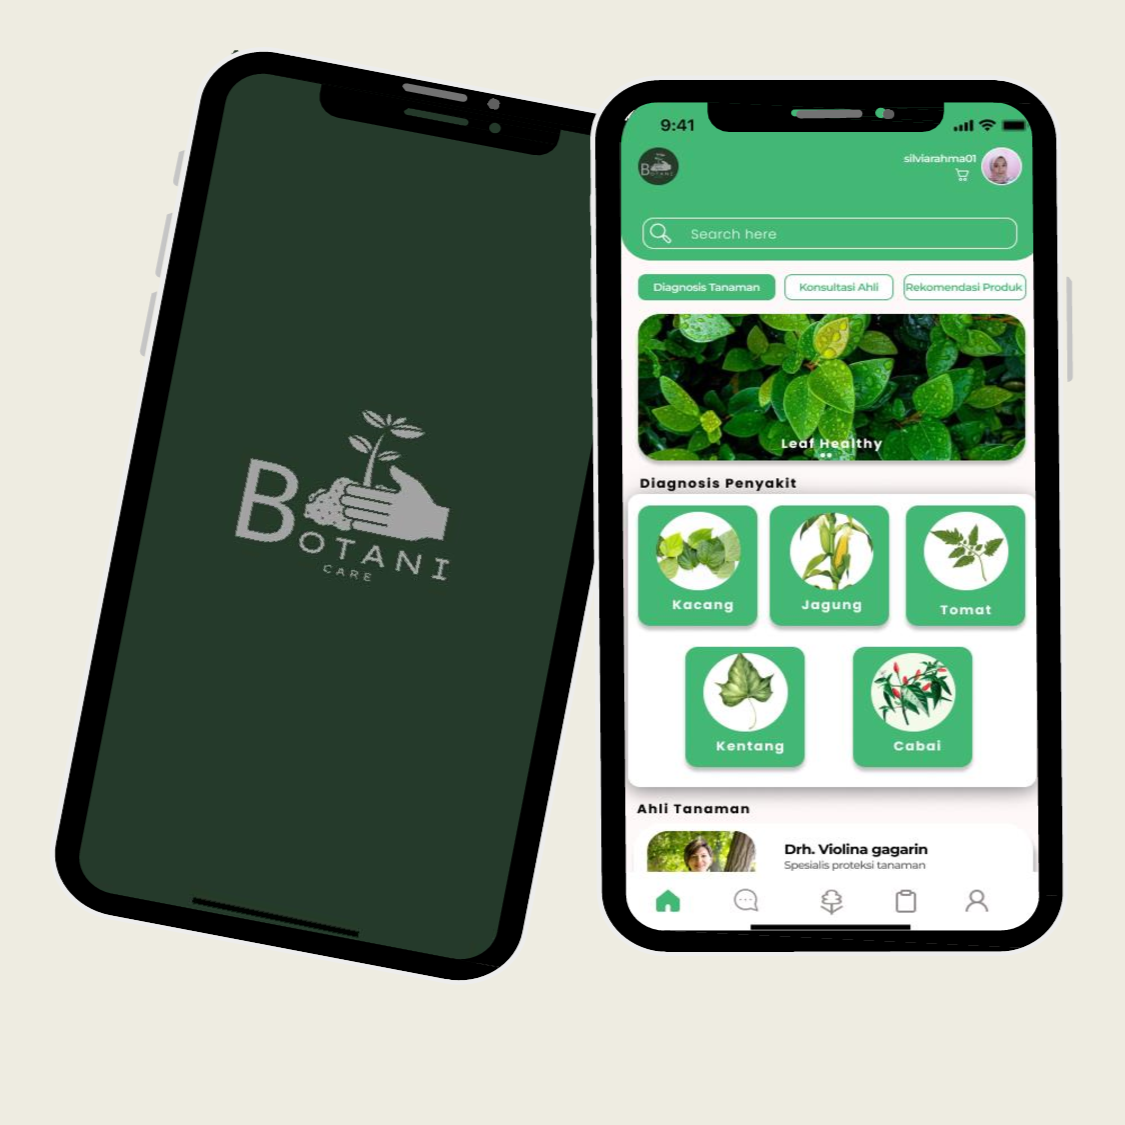 BOTANI
CARE
9:41
silviarahma01
BOTANI
Search here
Diagnosis Tanaman
Konsultasi Ahli
Rekomendasi Produk
Leaf Healthy
Diagnosis Penyakit
Kacang
Jagung
Tomat
Kentang
Cabai
Ahli Tanaman
Drh. Violina gagarin
Spesialis proteksi tanaman